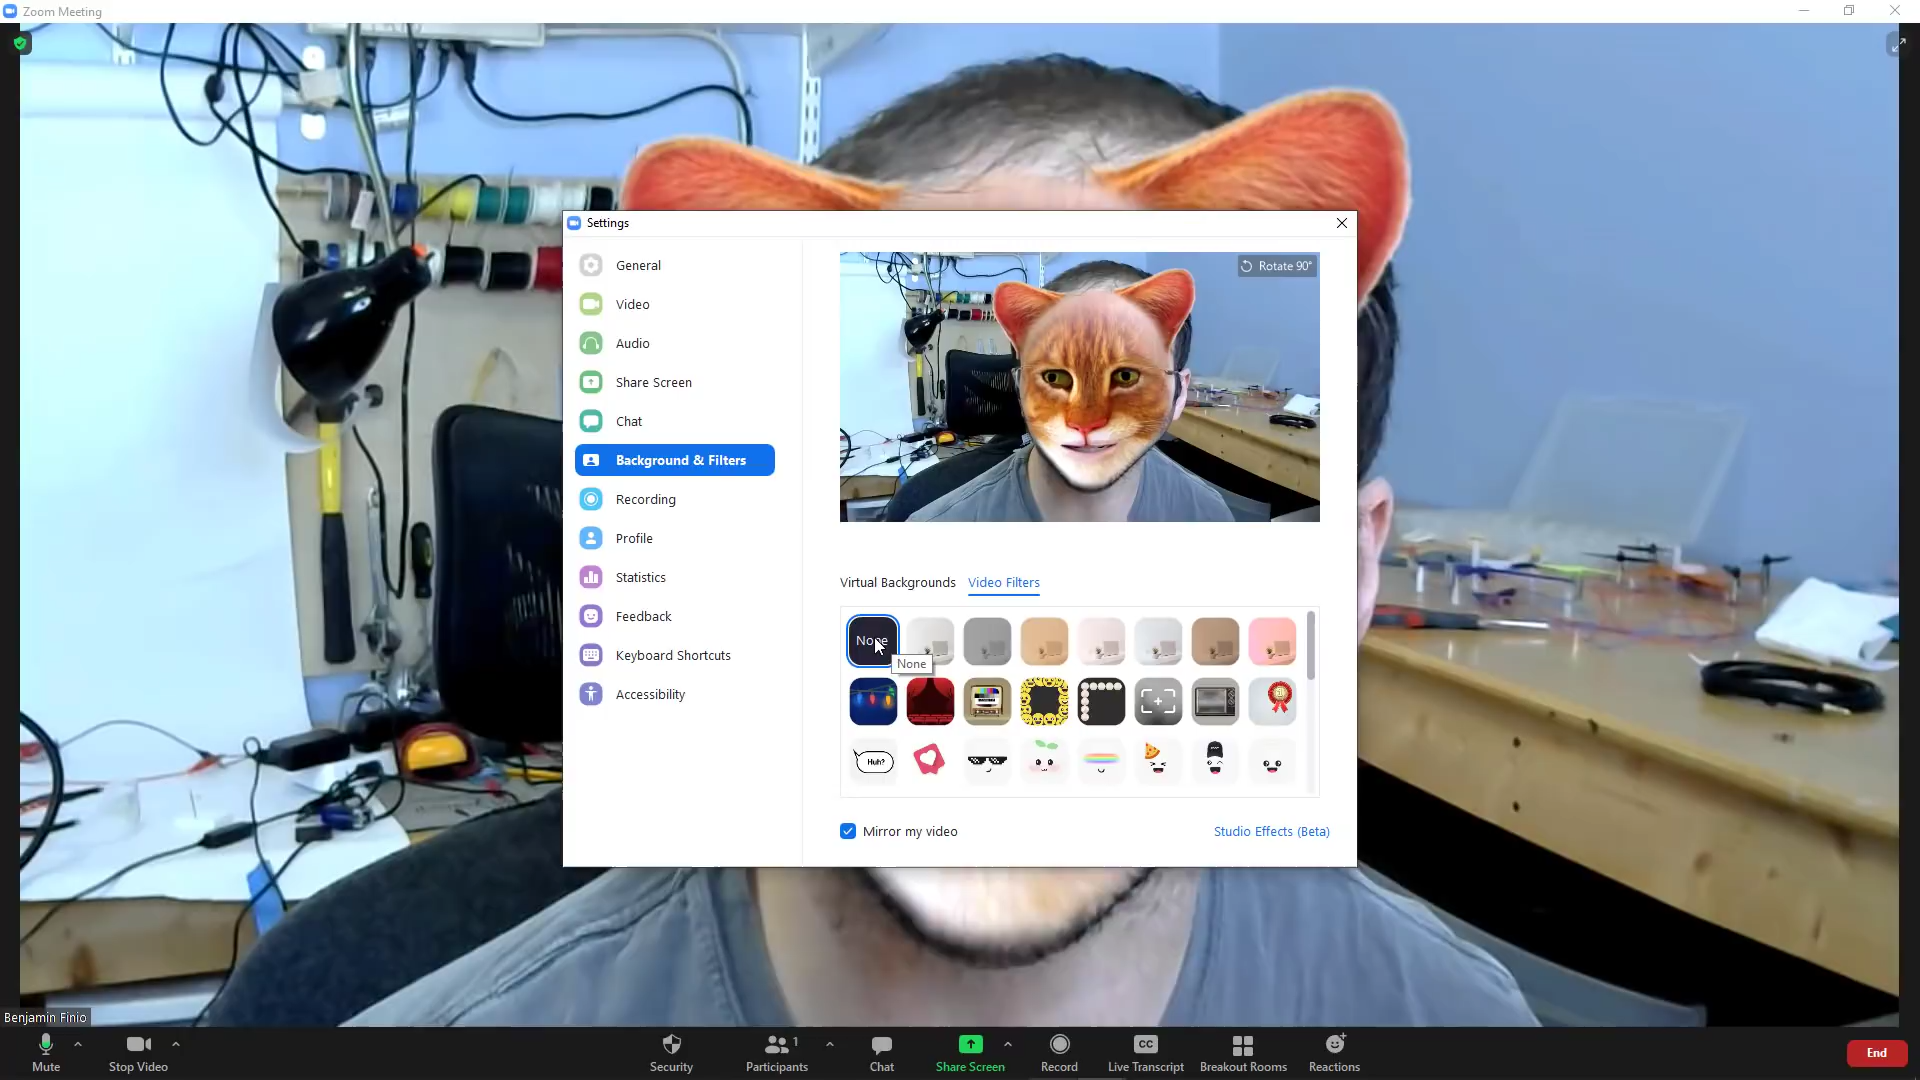 Zoom Meeting
Settings
General
Video
Audio
Share Screen
Chat
Background & Filters
Recording
Profile
Statistics
Feedback
Keyboard Shortcuts
Accessibility
Rotate 90°
Virtual Backgrounds Video Filters
None
None
Huh?
Mirror my video
Studio Effects (Beta)
Benjamin Finio
Mute
Stop Video
Security
Participants 1
Chat
Share Screen
Record
CC
Live Transcript
Breakout Rooms
Reactions
End